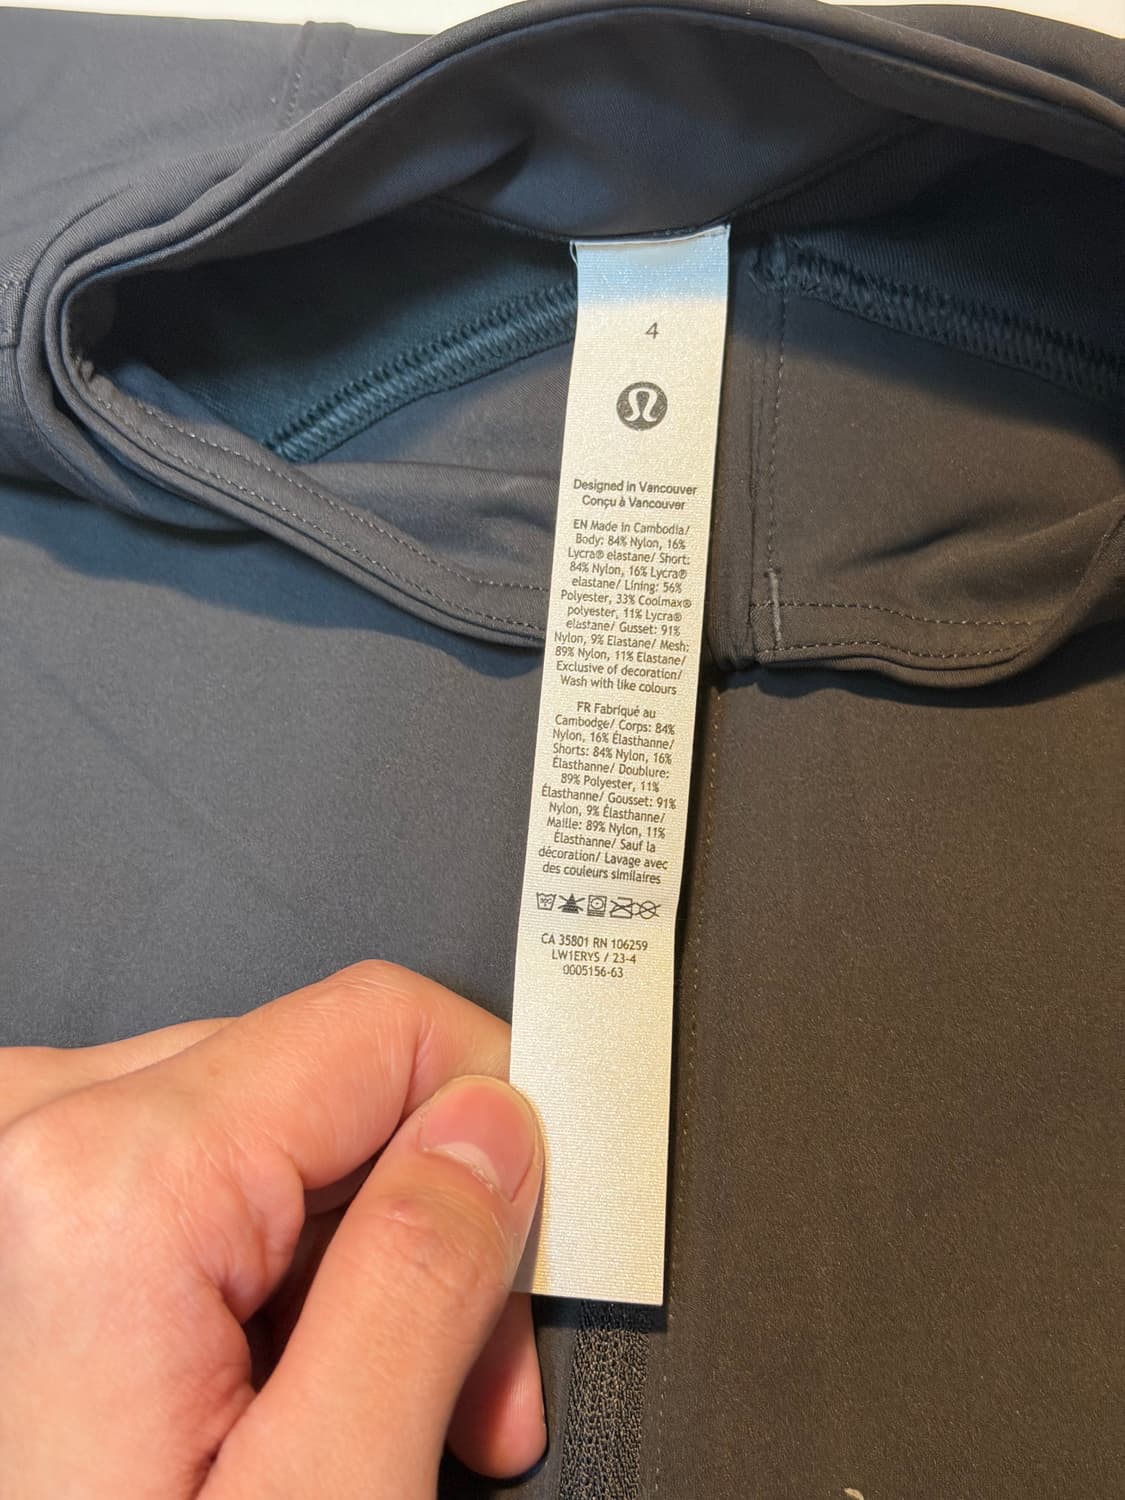 4
Designed in Vancouver
Conçu à Vancouver
EN Made in Cambodia/
Body: 84% Nylon, 16%
Lycra® elastane/ Short:
84% Nylon, 16% Lycra®
elastane/ Lining: 56%
Polyester, 33% Coolmax®
polyester, 11% Lycra®
elastane/ Gusset: 91%
Nylon, 9% Elastane/ Mesh:
89% Nylon, 11% Elastane/
Exclusive of decoration/
Wash with like colours
FR Fabriqué au
Cambodge/ Corps: 84%
Nylon, 16% Élasthanne/
Shorts: 84% Nylon, 16%
Élasthanne/ Doublure:
89% Polyester, 11%
Élasthanne/ Gousset: 91%
Nylon, 9% Élasthanne/
Maille: 89% Nylon, 11%
Élasthanne/ Sauf la
décoration/ Lavage avec
des couleurs similaires
CA 35801 RN 106259
LW1ERYS / 23-4
0005156-63